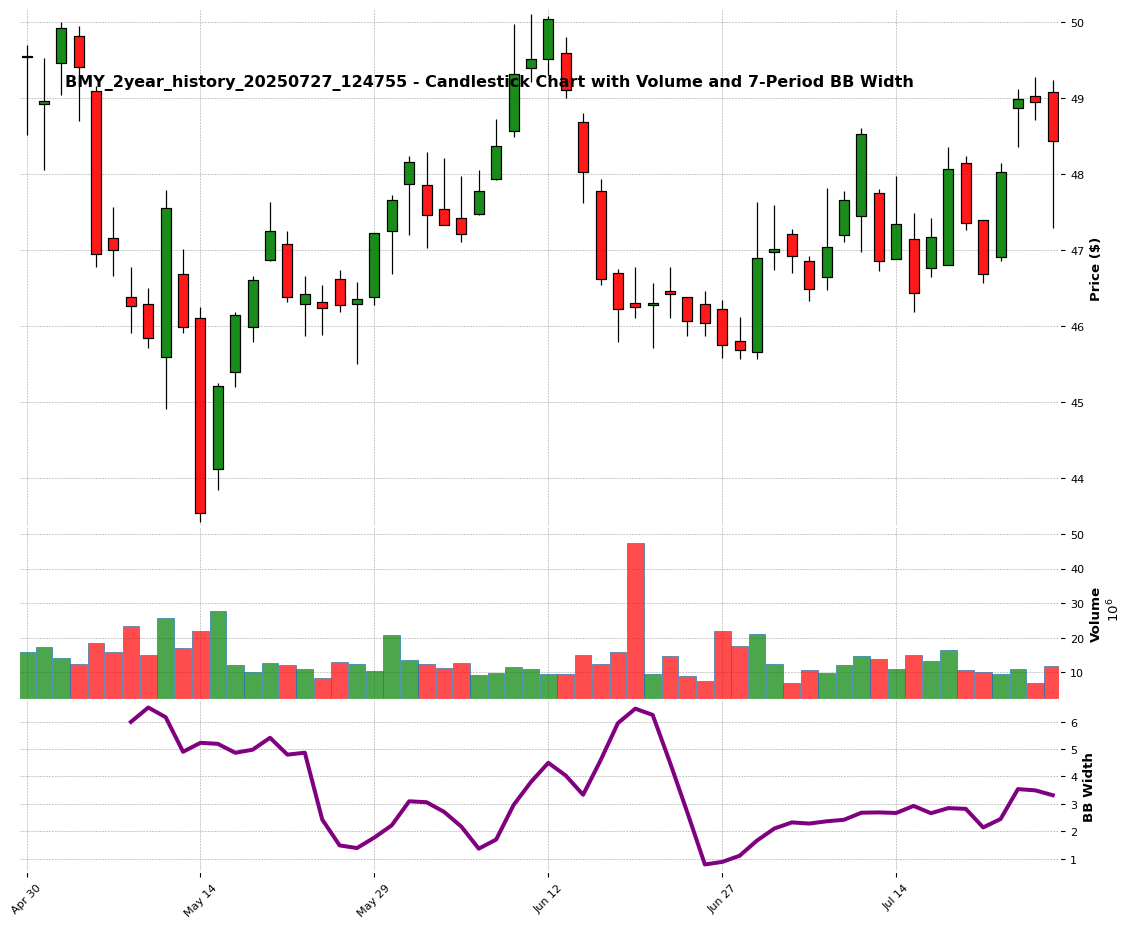 BMY_2year_history_20250727_124755 - Candlestick Chart with Volume and 7-Period BB Width
50
49
48
47
46
45
44
Price ($)
50
40
30
20
10
Volume
10^6
6
5
4
3
2
1
BB Width
Apr 30
May 14
May 29
Jun 12
Jun 27
Jul 14